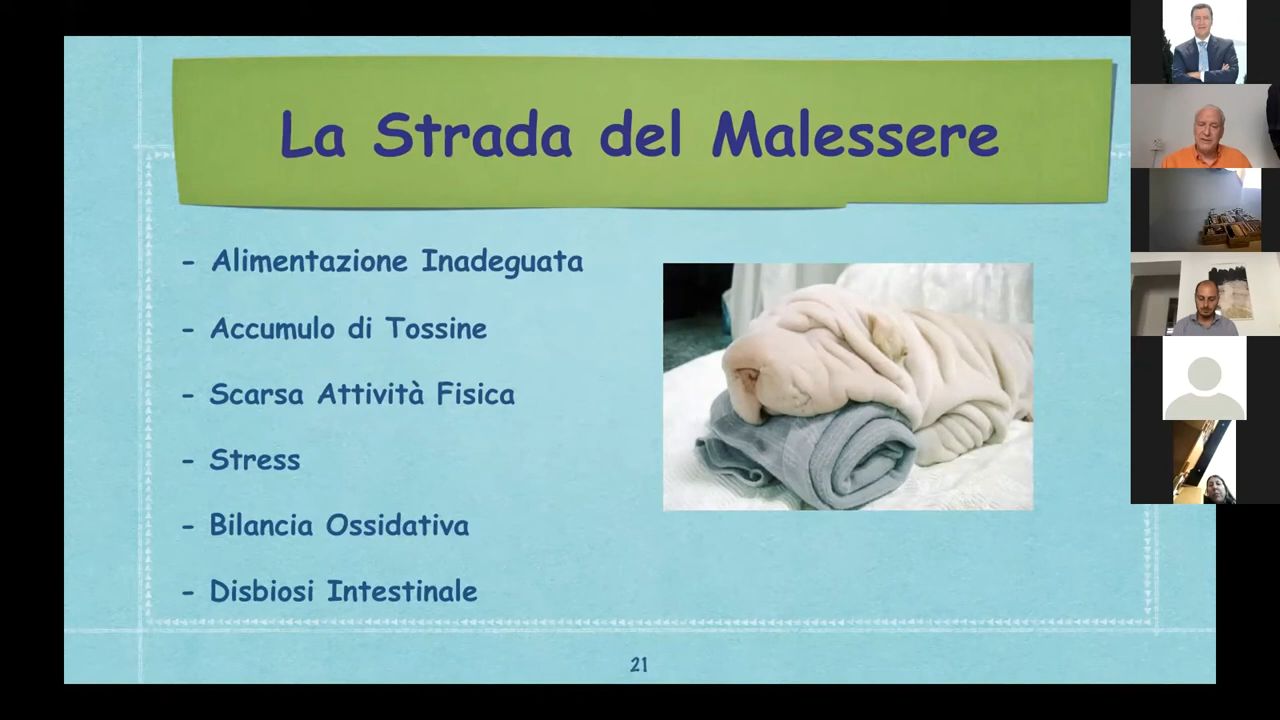 La Strada del Malessere
- Alimentazione Inadeguata
- Accumulo di Tossine
- Scarsa Attività Fisica
- Stress
- Bilancia Ossidativa
- Disbiosi Intestinale
21